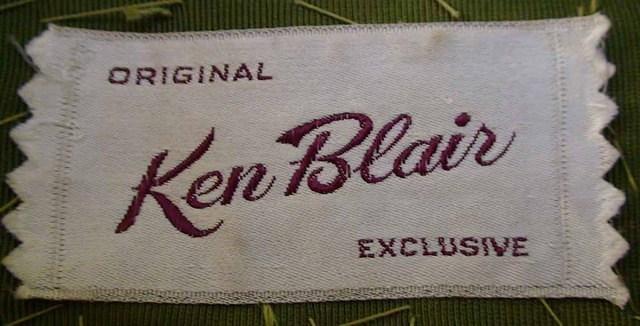 ORIGINAL
Ken Blair
EXCLUSIVE